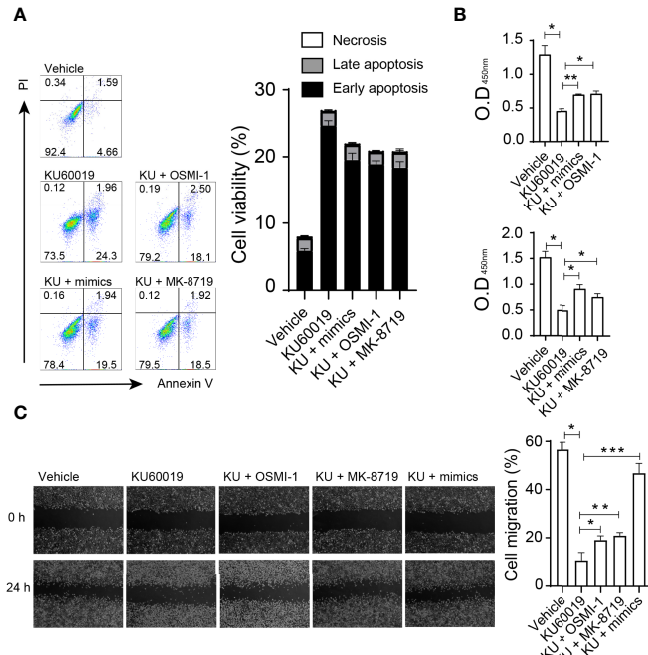 A
Vehicle
0.34 1.59
92.4 4.66
KU60019
0.12 1.96
73.5 24.3
KU + OSMI-1
0.19 2.50
79.2 18.1
KU + mimics
0.16 1.94
78.4 19.5
KU + MK-8719
0.12 1.92
79.5 18.5
PI
Annexin V
Necrosis
Late apoptosis
Early apoptosis
Cell viability (%)
30
20
10
0
Vehicle
KU60019
KU + mimics
KU + OSMI-1
KU + MK-8719
B
O.D 450nm
1.5
1.0
0.5
0.0
*
**
*
Vehicle
KU60019
KU + mimics
KU + OSMI-1
O.D 450nm
2.0
1.5
1.0
0.5
0.0
*
*
*
Vehicle
KU60019
KU + mimics
KU + MK-8719
C
Vehicle KU60019 KU + OSMI-1 KU + MK-8719 KU + mimics
0 h
24 h
Cell migration (%)
60
40
20
0
*
***
**
*
Vehicle
KU60019
KU + OSMI-1
KU + MK-8719
KU + mimics